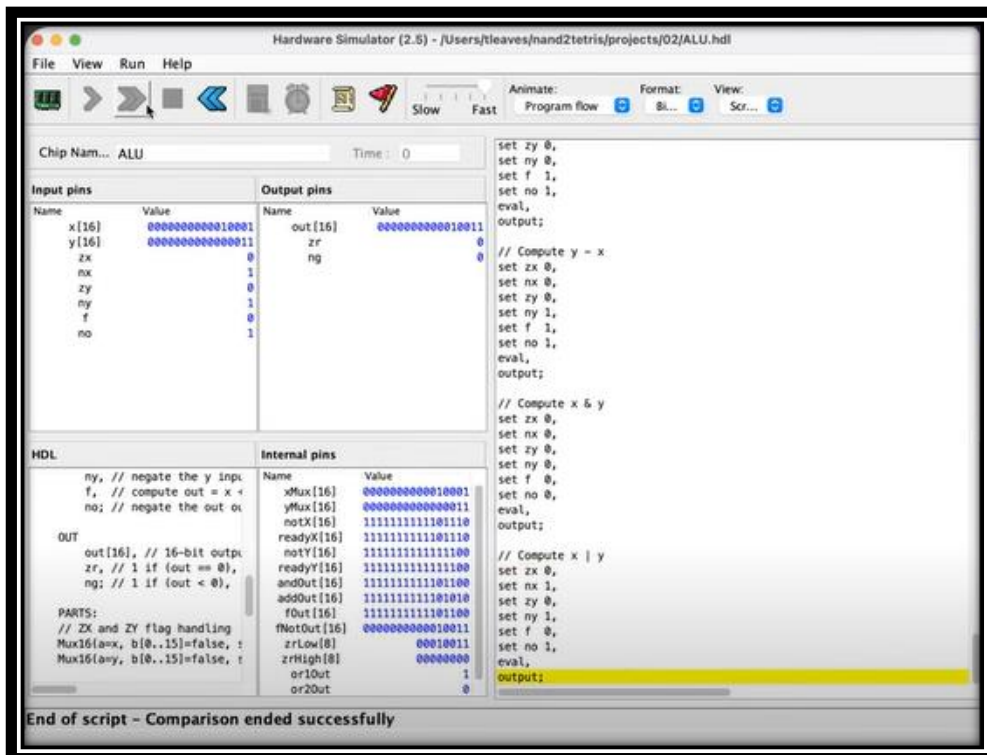 Hardware Simulator (2.5) - /Users/tleaves/nand2tetris/projects/02/ALU.hdl
File View Run Help
Slow Fast
Animate:
Program flow
Format:
Bi...
View:
Scr...
Chip Nam... ALU
Time : 0
Input pins
Name Value
x[16] 0000000000010001
y[16] 0000000000000011
zx 0
nx 1
zy 0
ny 1
f 0
no 1
Output pins
Name Value
out[16] 0000000000010011
zr 0
ng 0
HDL
ny, // negate the y inpu
f, // compute out = x
no; // negate the out ou
OUT
out[16], // 16-bit outpu
zr, // 1 if (out == 0),
ng; // 1 if (out < 0),
PARTS:
// ZX and ZY flag handling
Mux16(a=x, b[0..15]=false,
Mux16(a=y, b[0..15]=false,
Internal pins
Name Value
xMux[16] 0000000000010001
yMux[16] 0000000000000011
notX[16] 1111111111101110
readyX[16] 1111111111101110
notY[16] 1111111111111100
readyY[16] 1111111111111100
andOut[16] 1111111111101100
addOut[16] 1111111111101010
fOut[16] 1111111111101100
fNotOut[16] 0000000000010011
zrLow[8] 00010011
zrHigh[8] 00000000
or1Out 1
or2Out 0
set zy 0,
set ny 0,
set f 1,
set no 1,
eval,
output;
// Compute y - x
set zx 0,
set nx 0,
set zy 0,
set ny 1,
set f 1,
set no 1,
eval,
output;
// Compute x & y
set zx 0,
set nx 0,
set zy 0,
set ny 0,
set f 0,
set no 0,
eval,
output;
// Compute x | y
set zx 0,
set nx 1,
set zy 0,
set ny 1,
set f 0,
set no 1,
eval,
output;
End of script - Comparison ended successfully